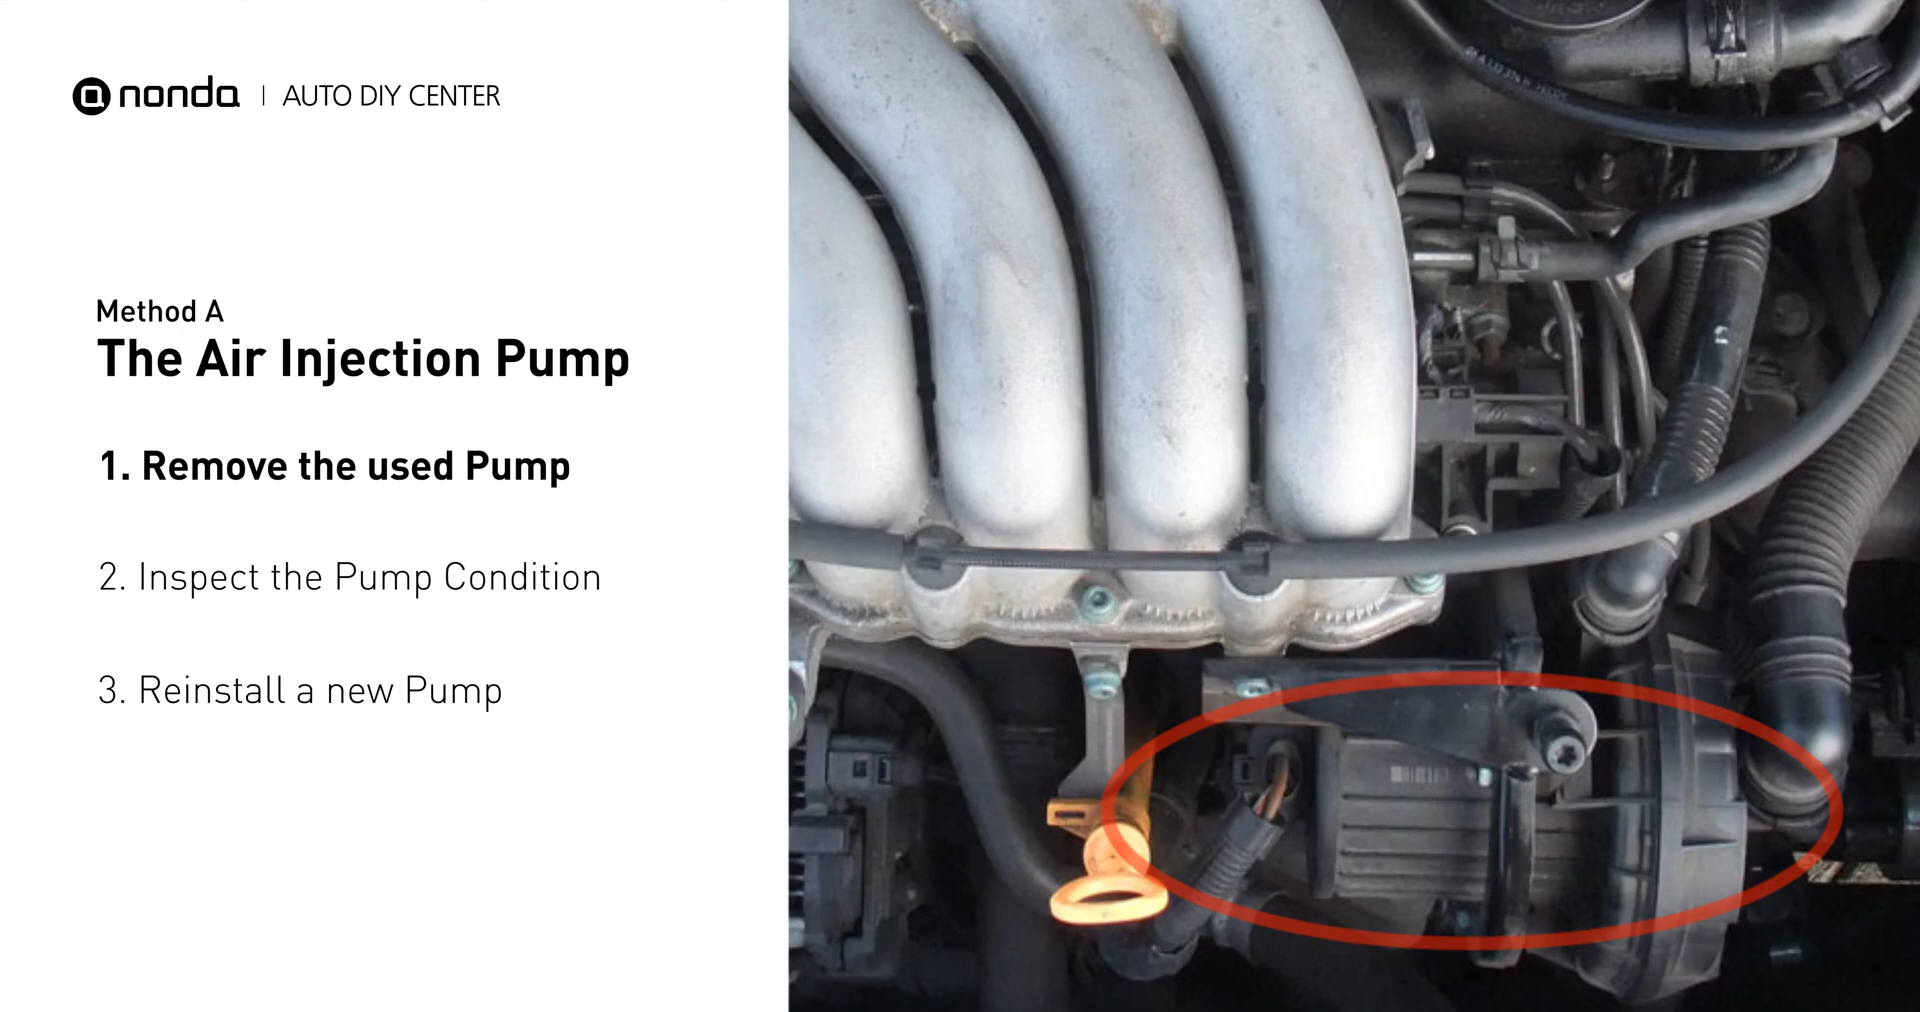 nonda | AUTO DIY CENTER
Method A
The Air Injection Pump
1. Remove the used Pump
2. Inspect the Pump Condition
3. Reinstall a new Pump